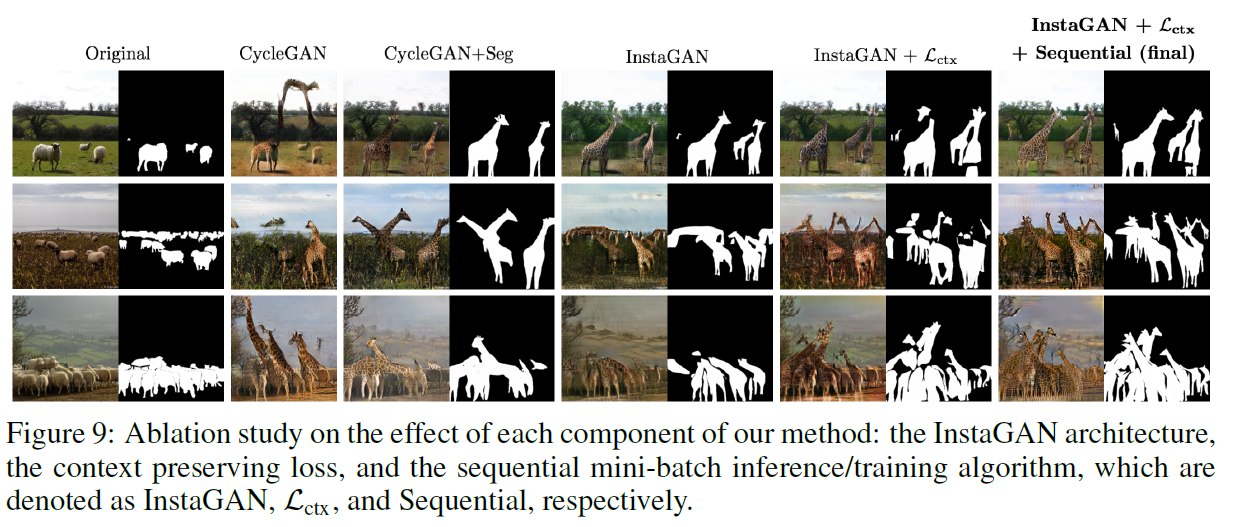 Original
CycleGAN
CycleGAN+Seg
InstaGAN
InstaGAN + ℒctx
InstaGAN + ℒctx
+ Sequential (final)
Figure 9: Ablation study on the effect of each component of our method: the InstaGAN architecture,
the context preserving loss, and the sequential mini-batch inference/training algorithm, which are
denoted as InstaGAN, ℒctx, and Sequential, respectively.